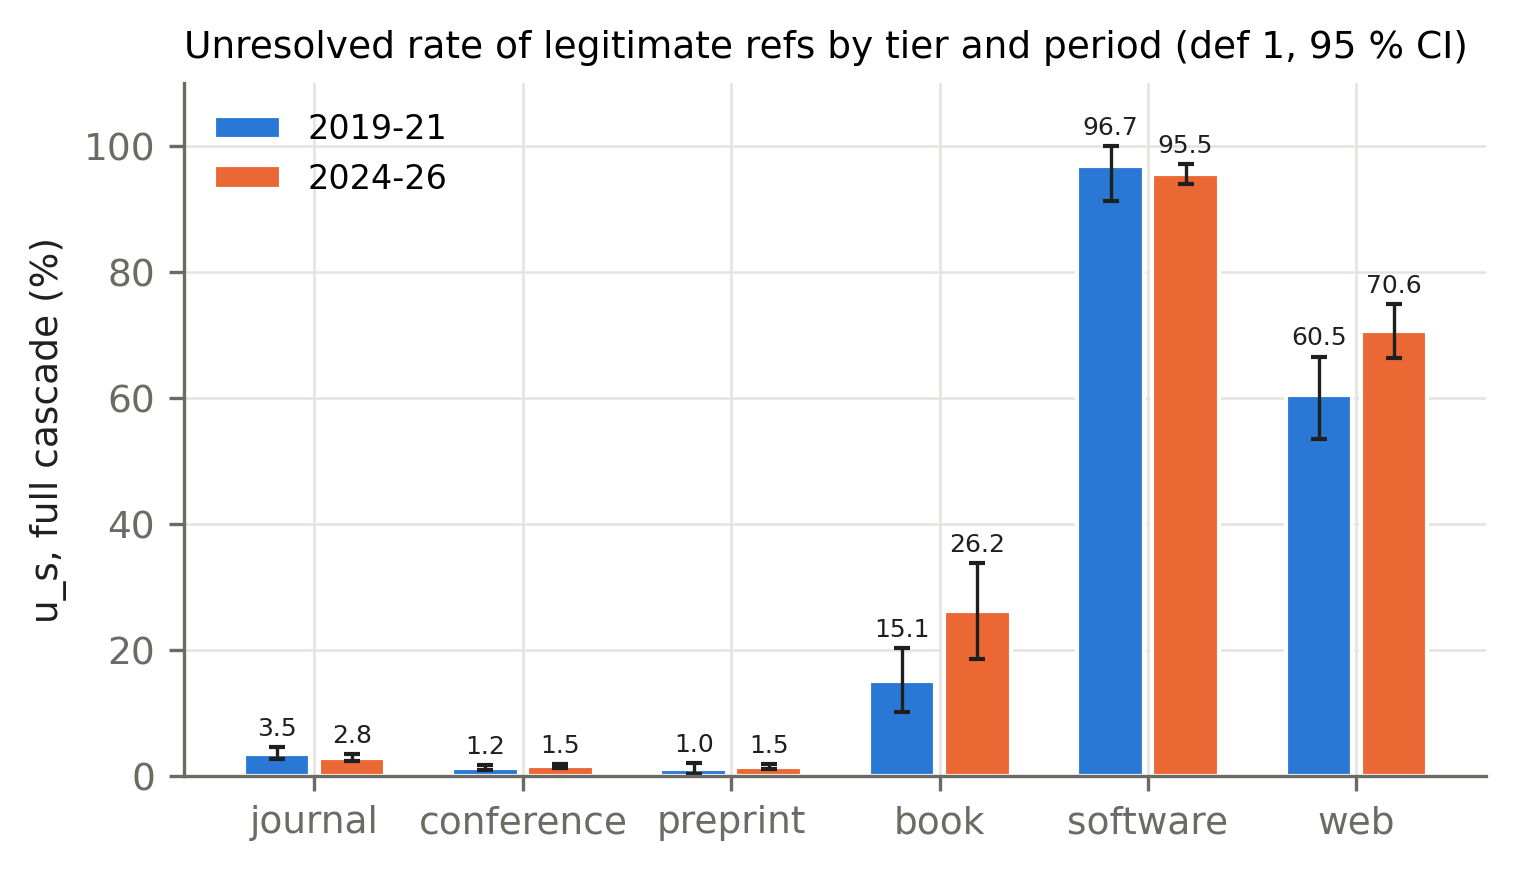 Unresolved rate of legitimate refs by tier and period (def 1, 95 % CI)
2019-21
2024-26
u_s, full cascade (%)
100
80
60
40
20
0
3.5
2.8
1.2
1.5
1.0
1.5
15.1
26.2
96.7
95.5
60.5
70.6
journal
conference
preprint
book
software
web